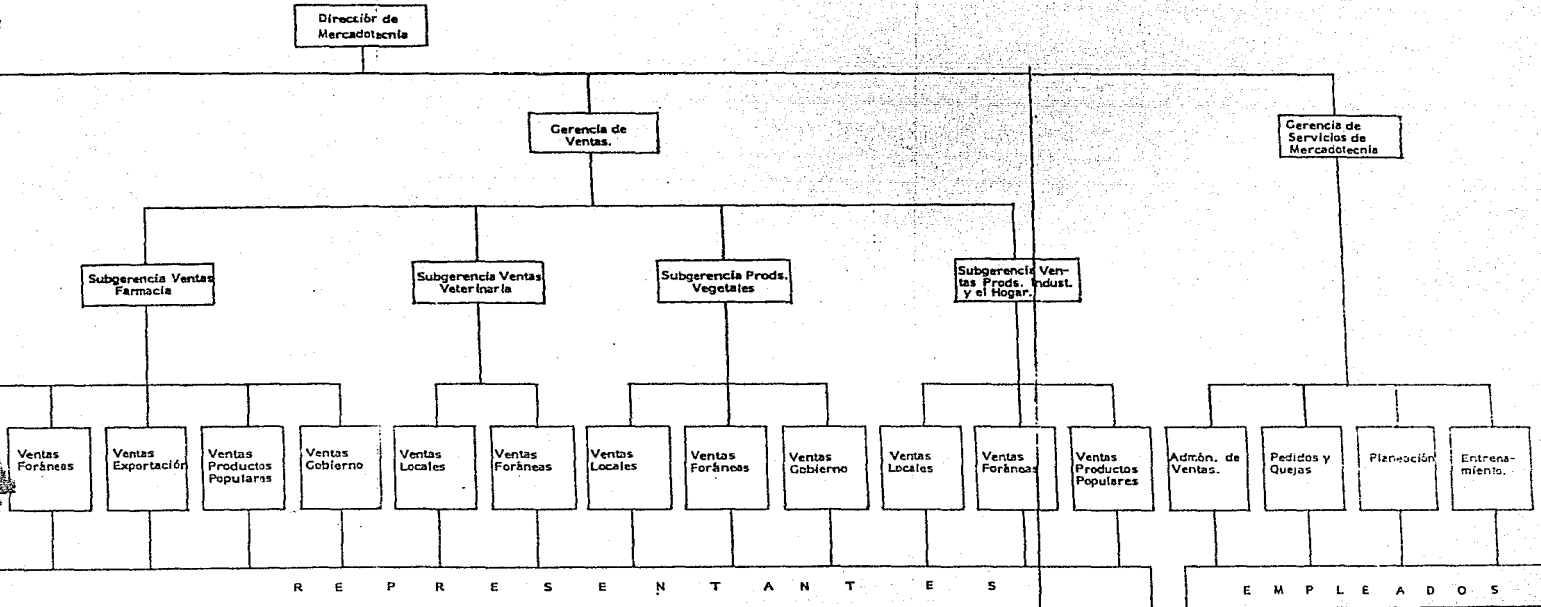 Dirección de
Mercadotecnia
Gerencia de
Ventas.
Gerencia de
Servicios de
Mercadotecnia
Subgerencia Ventas
Farmacia
Subgerencia Ventas
Veterinaria
Subgerencia Prods.
Vegetales
Subgerencia Ven-
tas Prods. Indust.
y el Hogar.
Ventas
Foráneas
Ventas
Exportación
Ventas
Productos
Populares
Ventas
Gobierno
Ventas
Locales
Ventas
Foráneas
Ventas
Locales
Ventas
Foráneas
Ventas
Gobierno
Ventas
Locales
Ventas
Foráneas
Ventas
Productos
Populares
Admón. de
Ventas.
Pedidos y
Quejas
Planeación
Entrena-
miento.
R E P R E S E N T A N T E S
E M P L E A D O S